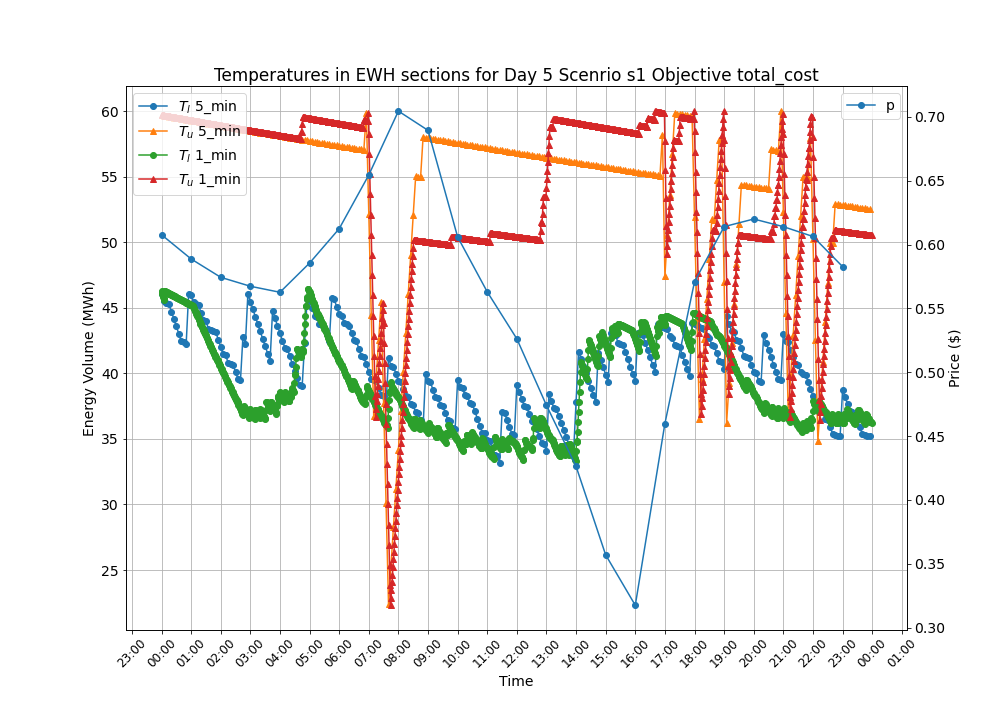 Temperatures in EWH sections for Day 5 Scenrio s1 Objective total_cost
T_l 5_min
T_u 5_min
T_l 1_min
T_u 1_min
p
60
55
50
45
40
35
30
25
Energy Volume (MWh)
0.70
0.65
0.60
0.55
0.50
0.45
0.40
0.35
0.30
Price ($)
23:00 00:00 01:00 02:00 03:00 04:00 05:00 06:00 07:00 08:00 09:00 10:00 11:00 12:00 13:00 14:00 15:00 16:00 17:00 18:00 19:00 20:00 21:00 22:00 23:00 00:00 01:00
Time